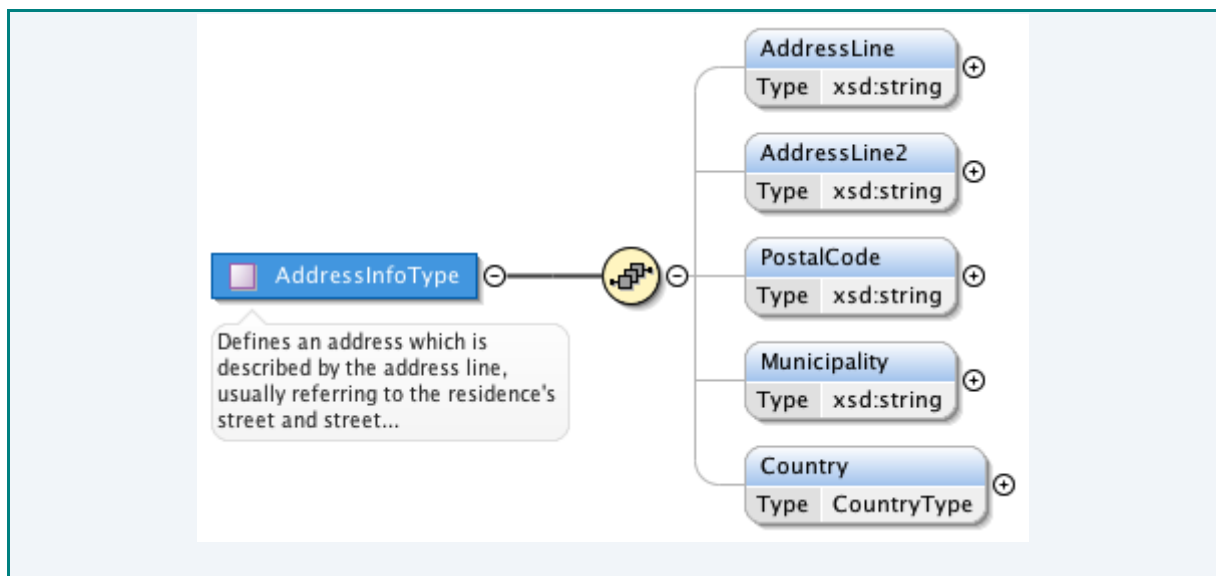 AddressLine
Type xsd:string
AddressLine2
Type xsd:string
AddressInfoType
PostalCode
Type xsd:string
Defines an address which is
described by the address line,
usually referring to the residence's
street and street...
Municipality
Type xsd:string
Country
Type CountryType